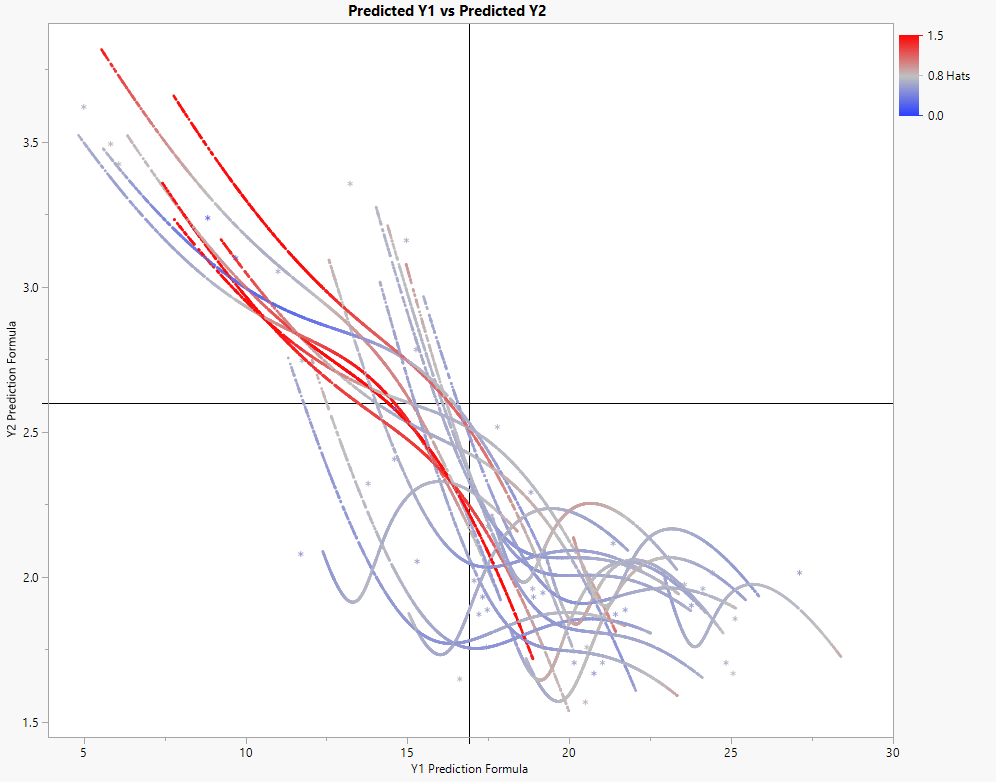 Predicted Y1 vs Predicted Y2
1.5
0.8 Hats
0.0
3.5
3.0
2.5
2.0
1.5
Y2 Prediction Formula
5 10 15 20 25 30
Y1 Prediction Formula